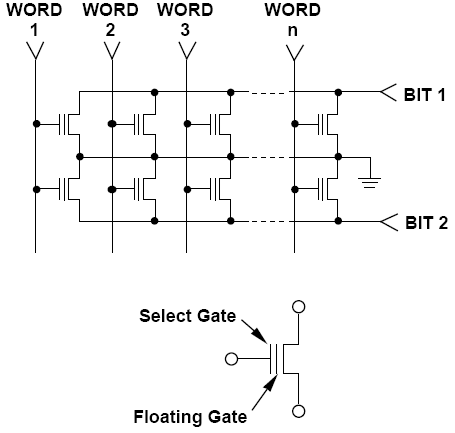 WORD WORD WORD WORD
1 2 3 n
BIT 1
BIT 2
Select Gate
Floating Gate